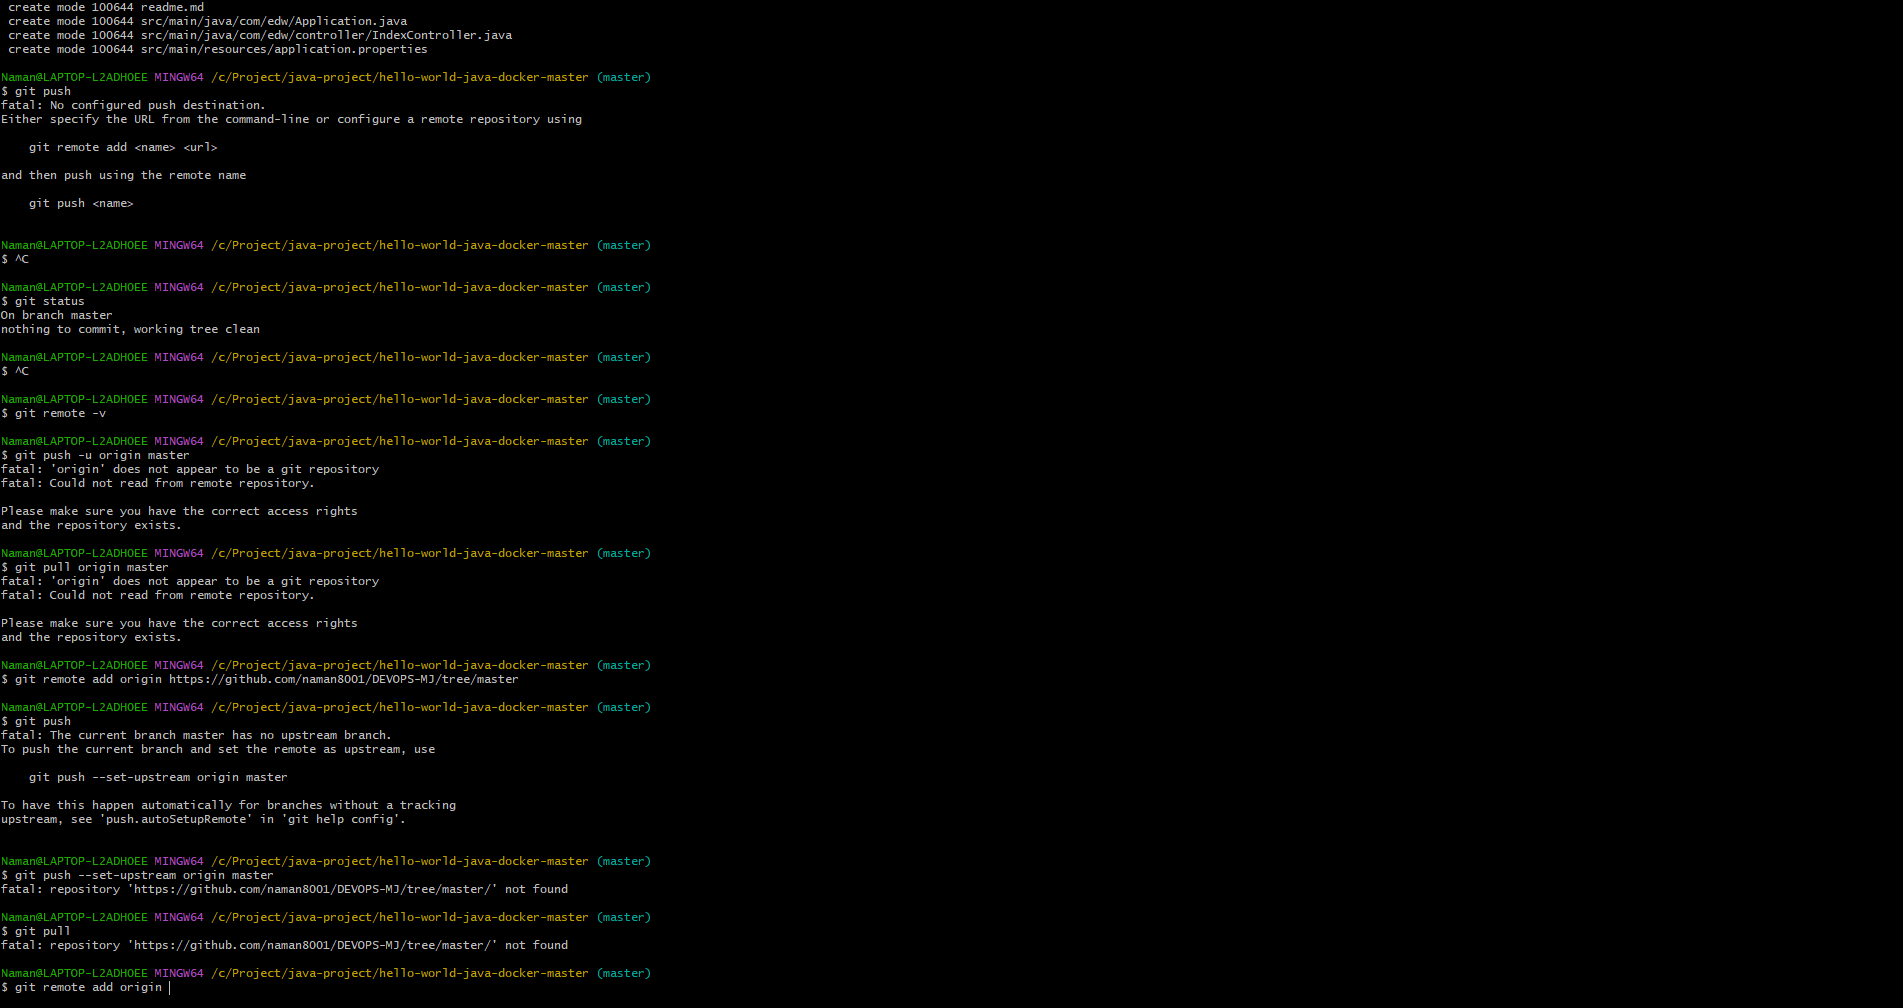 create mode 100644 readme.md
create mode 100644 src/main/java/com/edw/Application.java
create mode 100644 src/main/java/com/edw/controller/IndexController.java
create mode 100644 src/main/resources/application.properties
Naman@LAPTOP-L2ADHOEE MINGW64 /c/Project/java-project/hello-world-java-docker-master (master)
$ git push
fatal: No configured push destination.
Either specify the URL from the command-line or configure a remote repository using
git remote add <name> <url>
and then push using the remote name
git push <name>
Naman@LAPTOP-L2ADHOEE MINGW64 /c/Project/java-project/hello-world-java-docker-master (master)
$ ^C
Naman@LAPTOP-L2ADHOEE MINGW64 /c/Project/java-project/hello-world-java-docker-master (master)
$ git status
On branch master
nothing to commit, working tree clean
Naman@LAPTOP-L2ADHOEE MINGW64 /c/Project/java-project/hello-world-java-docker-master (master)
$ ^C
Naman@LAPTOP-L2ADHOEE MINGW64 /c/Project/java-project/hello-world-java-docker-master (master)
$ git remote -v
Naman@LAPTOP-L2ADHOEE MINGW64 /c/Project/java-project/hello-world-java-docker-master (master)
$ git push -u origin master
fatal: 'origin' does not appear to be a git repository
fatal: Could not read from remote repository.
Please make sure you have the correct access rights
and the repository exists.
Naman@LAPTOP-L2ADHOEE MINGW64 /c/Project/java-project/hello-world-java-docker-master (master)
$ git pull origin master
fatal: 'origin' does not appear to be a git repository
fatal: Could not read from remote repository.
Please make sure you have the correct access rights
and the repository exists.
Naman@LAPTOP-L2ADHOEE MINGW64 /c/Project/java-project/hello-world-java-docker-master (master)
$ git remote add origin https://github.com/naman8001/DEVOPS-MJ/tree/master
Naman@LAPTOP-L2ADHOEE MINGW64 /c/Project/java-project/hello-world-java-docker-master (master)
$ git push
fatal: The current branch master has no upstream branch.
To push the current branch and set the remote as upstream, use
git push --set-upstream origin master
To have this happen automatically for branches without a tracking
upstream, see 'push.autoSetupRemote' in 'git help config'.
Naman@LAPTOP-L2ADHOEE MINGW64 /c/Project/java-project/hello-world-java-docker-master (master)
$ git push --set-upstream origin master
fatal: repository 'https://github.com/naman8001/DEVOPS-MJ/tree/master/' not found
Naman@LAPTOP-L2ADHOEE MINGW64 /c/Project/java-project/hello-world-java-docker-master (master)
$ git pull
fatal: repository 'https://github.com/naman8001/DEVOPS-MJ/tree/master/' not found
Naman@LAPTOP-L2ADHOEE MINGW64 /c/Project/java-project/hello-world-java-docker-master (master)
$ git remote add origin